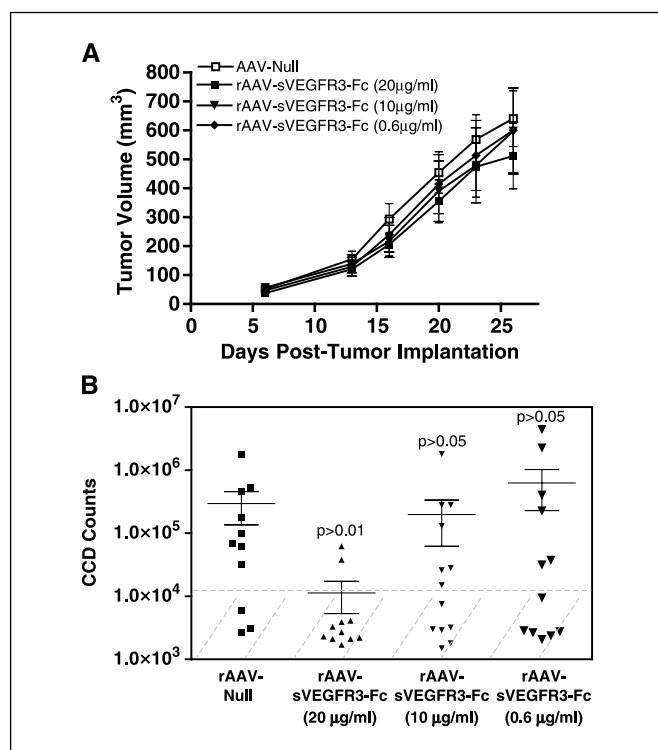 A
AAV-Null
rAAV-sVEGFR3-Fc (20μg/ml)
rAAV-sVEGFR3-Fc (10μg/ml)
rAAV-sVEGFR3-Fc (0.6μg/ml)
Tumor Volume (mm³)
800
700
600
500
400
300
200
100
0
0 5 10 15 20 25
Days Post-Tumor Implantation
B
CCD Counts
1.0×10⁷
1.0×10⁶
1.0×10⁵
1.0×10⁴
1.0×10³
p>0.01
p>0.05
p>0.05
rAAV-
Null
rAAV-
sVEGFR3-Fc
(20 μg/ml)
rAAV-
sVEGFR3-Fc
(10 μg/ml)
rAAV-
sVEGFR3-Fc
(0.6 μg/ml)